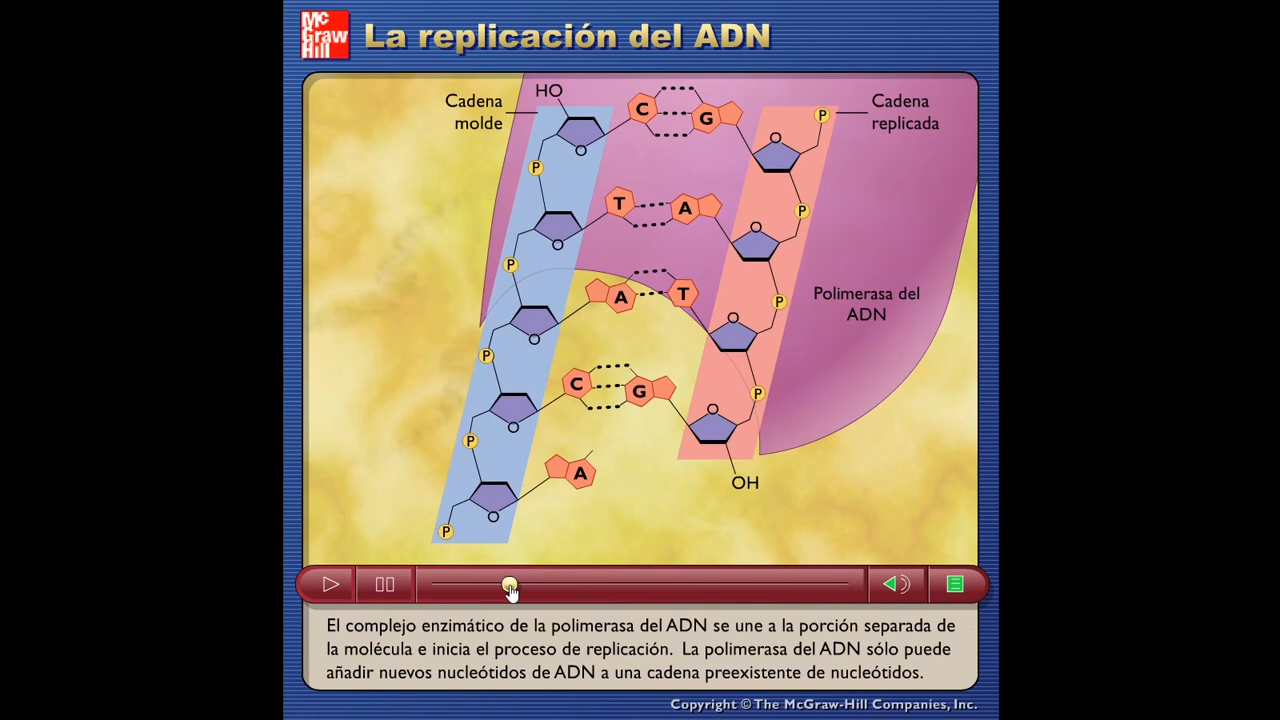 Mc
Graw
Hill
La replicación del ADN
Cadena
molde
HO
C
G
P
Cadena
replicada
P
T
A
P
P
A
T
P
Polimerasa del
ADN
P
C
G
P
P
A
OH
P
El complejo enzimático de la polimerasa del ADN se une a la porción separada de
la molécula e inicia el proceso de replicación. La polimerasa del ADN sólo puede
añadir nuevos nucleótidos de ADN a una cadena preexistente de nucleótidos.
Copyright © The McGraw-Hill Companies, Inc.